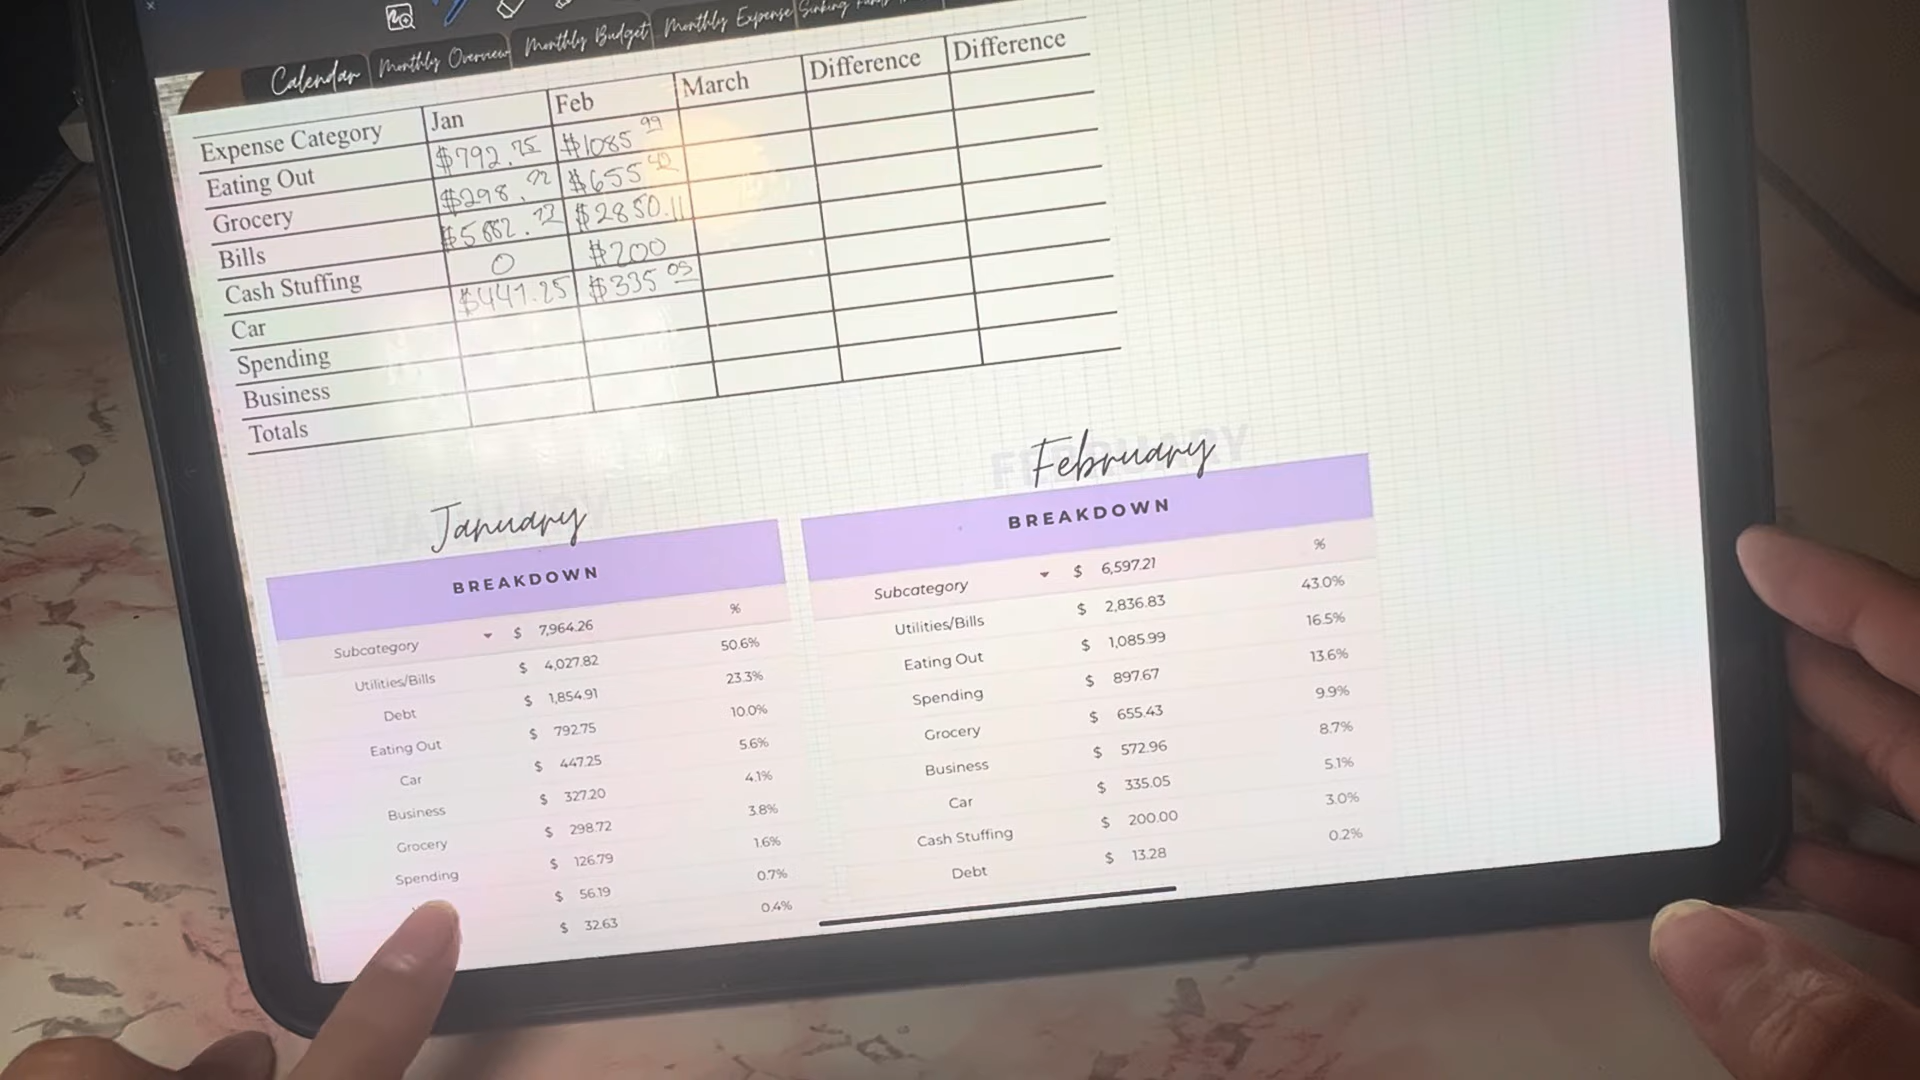 Calendar Monthly Overview Monthly Budget Monthly Expense Sinking
Expense Category Jan Feb March Difference Difference
Eating Out $792.75 $1085 99
Grocery $298. 72 $655 42
Bills $5882.73 $2850.11
Cash Stuffing 0 $200
Car $447.25 $335 05
Spending
Business
Totals
January
BREAKDOWN
Subcategory $ 7,964.26 %
Utilities/Bills $ 4,027.82 50.6%
Debt $ 1,854.91 23.3%
Eating Out $ 792.75 10.0%
Car $ 447.25 5.6%
Business $ 327.20 4.1%
Grocery $ 298.72 3.8%
Spending $ 126.79 1.6%
$ 56.19 0.7%
$ 32.63 0.4%
February
BREAKDOWN
Subcategory $ 6,597.21 %
Utilities/Bills $ 2,836.83 43.0%
Eating Out $ 1,085.99 16.5%
Spending $ 897.67 13.6%
Grocery $ 655.43 9.9%
Business $ 572.96 8.7%
Car $ 335.05 5.1%
Cash Stuffing $ 200.00 3.0%
Debt $ 13.28 0.2%